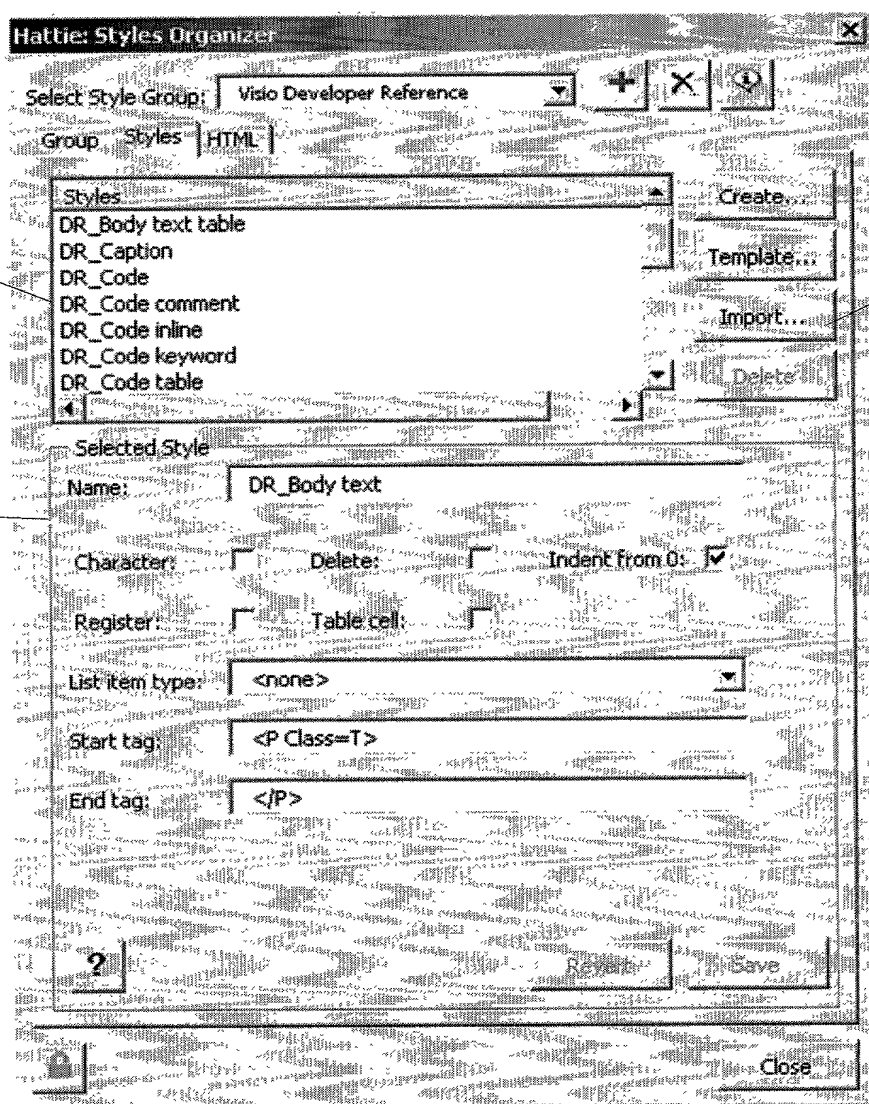 Hattie: Styles Organizer
Select Style Group: Visio Developer Reference
Group Styles HTML
Styles
DR_Body text table
DR_Caption
DR_Code
DR_Code comment
DR_Code inline
DR_Code keyword
DR_Code table
Create...
Template...
Import...
Delete
Selected Style
Name: DR_Body text
Character: Delete: Indent from 0:
Register: Table cell:
List item type: <none>
Start tag: <P Class=T>
End tag: </P>
?
Revert Save
Close